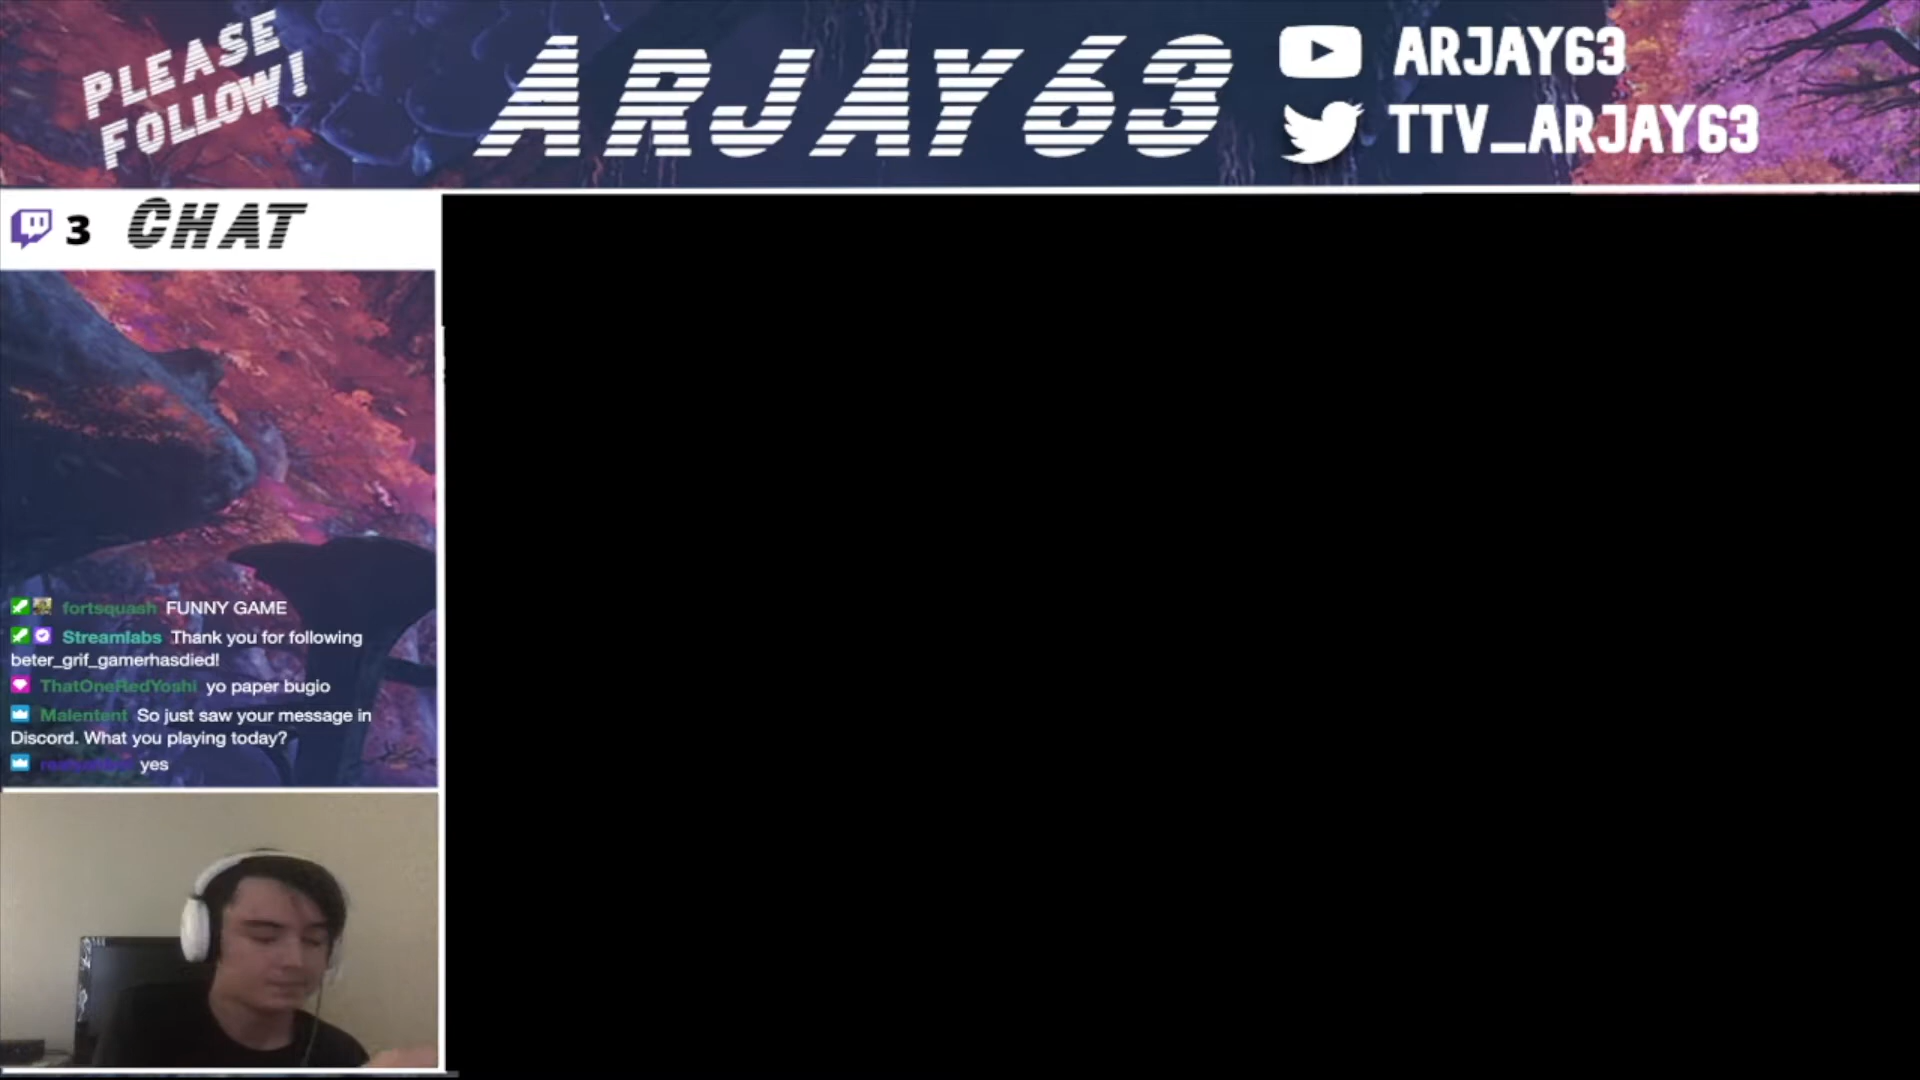 PLEASE
FOLLOW!
ARJAY63
ARJAY63
TTV_ARJAY63
3 CHAT
fortsquash FUNNY GAME
Streamlabs Thank you for following
beter_grif_gamerhasdied!
ThatOneRedYoshi yo paper bugio
Malentent So just saw your message in
Discord. What you playing today?
yes